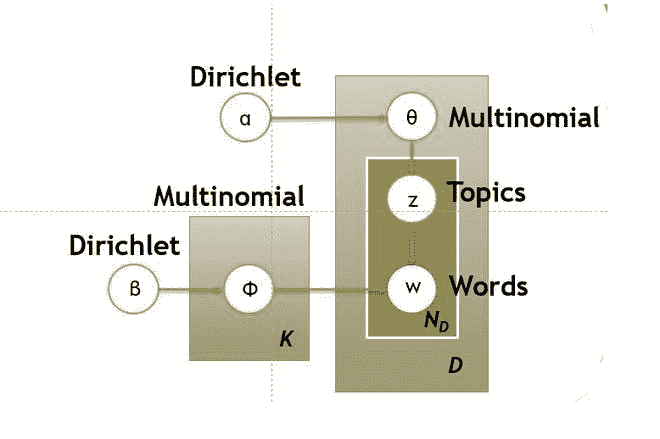 Dirichlet
α
θ
Multinomial
Multinomial
z
Topics
Dirichlet
β
Φ
w
Words
N_D
K
D